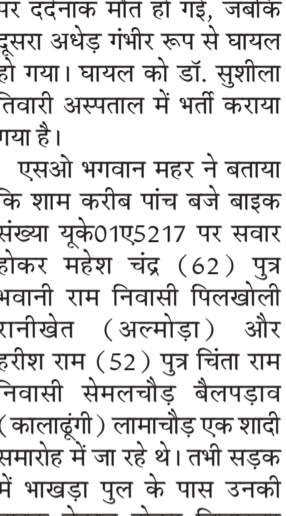 पर दर्दनाक मौत हो गई, जबकि
दूसरा अधेड़ गंभीर रूप से घायल
हो गया। घायल को डॉ. सुशीला
तिवारी अस्पताल में भर्ती कराया
गया है।
एसओ भगवान महर ने बताया
कि शाम करीब पांच बजे बाइक
संख्या यूके01ए5217 पर सवार
होकर महेश चंद्र (62) पुत्र
भवानी राम निवासी पिलखोली
रानीखेत (अल्मोड़ा) और
हरीश राम (52) पुत्र चिंता राम
निवासी सेमलचौड़ बैलपड़ाव
(कालाढूंगी) लामाचौड़ एक शादी
समारोह में जा रहे थे। तभी सड़क
में भाखड़ा पुल के पास उनकी